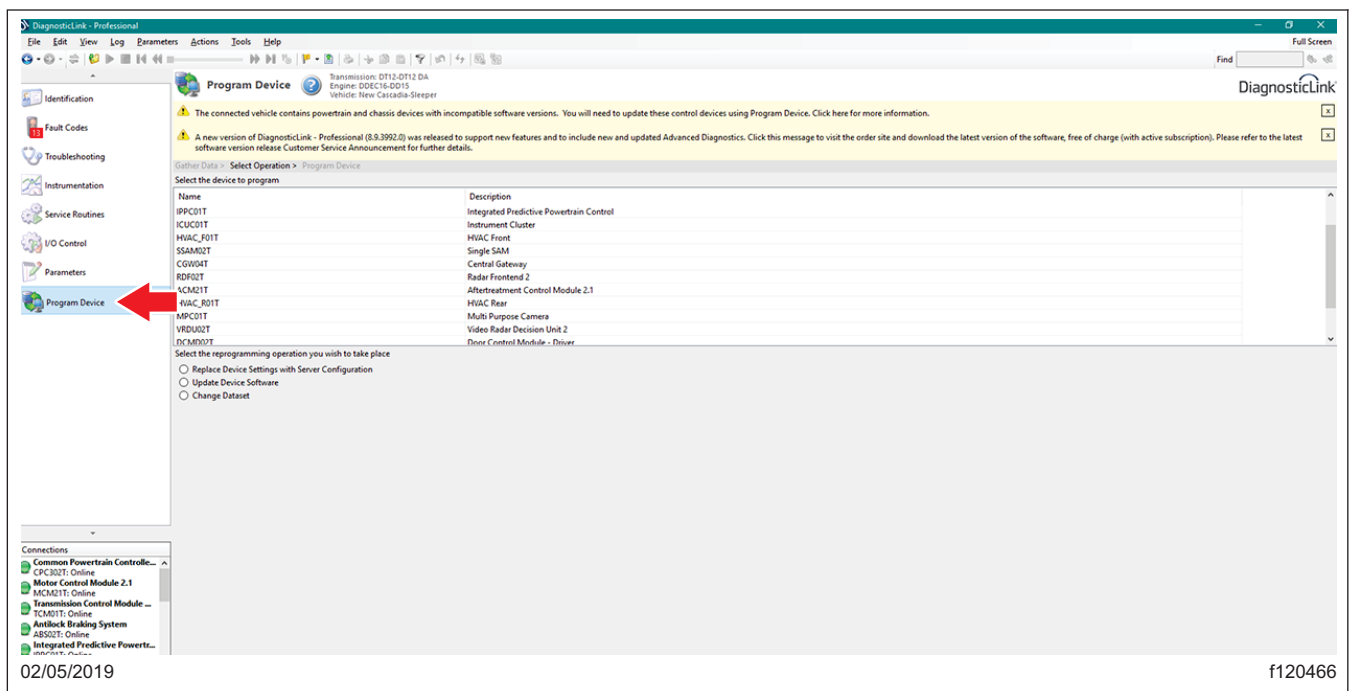 DiagnosticLink - Professional
File Edit View Log Parameters Actions Tools Help Full Screen
Find
Identification
Fault Codes
13
Troubleshooting
Instrumentation
Service Routines
I/O Control
Parameters
Program Device
Program Device
Transmission: DT12-DT12 DA
Engine: DDEC16-DD15
Vehicle: New Cascadia-Sleeper
DiagnosticLink
The connected vehicle contains powertrain and chassis devices with incompatible software versions. You will need to update these control devices using Program Device. Click here for more information.
A new version of DiagnosticLink - Professional (8.9.3992.0) was released to support new features and to include new and updated Advanced Diagnostics. Click this message to visit the order site and download the latest version of the software, free of charge (with active subscription). Please refer to the latest
software version release Customer Service Announcement for further details.
Gather Data > Select Operation > Program Device
Select the device to program
Name Description
IPPC01T Integrated Predictive Powertrain Control
ICUC01T Instrument Cluster
HVAC_F01T HVAC Front
SSAM02T Single SAM
CGW04T Central Gateway
RDF02T Radar Frontend 2
ACM21T Aftertreatment Control Module 2.1
HVAC_R01T HVAC Rear
MPC01T Multi Purpose Camera
VRDU02T Video Radar Decision Unit 2
DCMD02T Door Control Module - Driver
Select the reprogramming operation you wish to take place
Replace Device Settings with Server Configuration
Update Device Software
Change Dataset
Connections
Common Powertrain Controlle...
CPC302T: Online
Motor Control Module 2.1
MCM21T: Online
Transmission Control Module ...
TCM01T: Online
Antilock Braking System
ABS02T: Online
Integrated Predictive Powertr...
IPPC01T: Online
02/05/2019 f120466